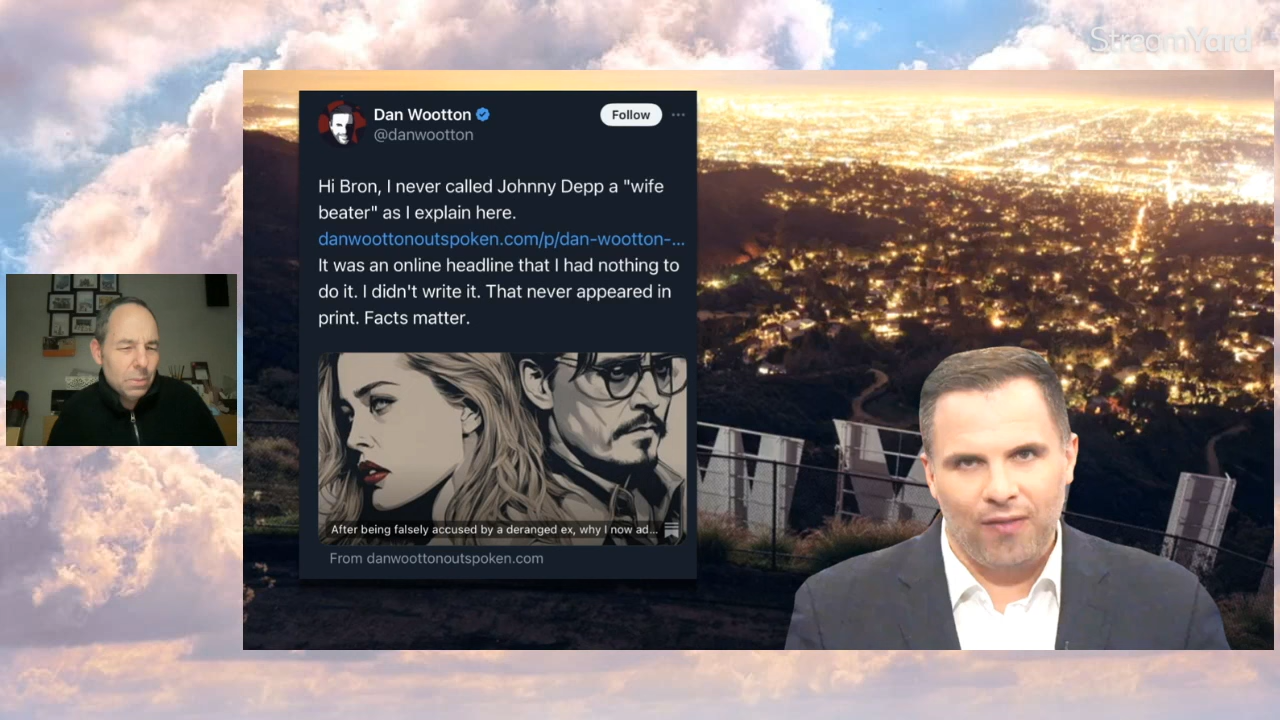 StreamYard
Dan Wootton
@danwootton
Follow
Hi Bron, I never called Johnny Depp a "wife
beater" as I explain here.
danwoottonoutspoken.com/p/dan-wootton-...
It was an online headline that I had nothing to
do it. I didn't write it. That never appeared in
print. Facts matter.
After being falsely accused by a deranged ex, why I now ad...
From danwoottonoutspoken.com
W